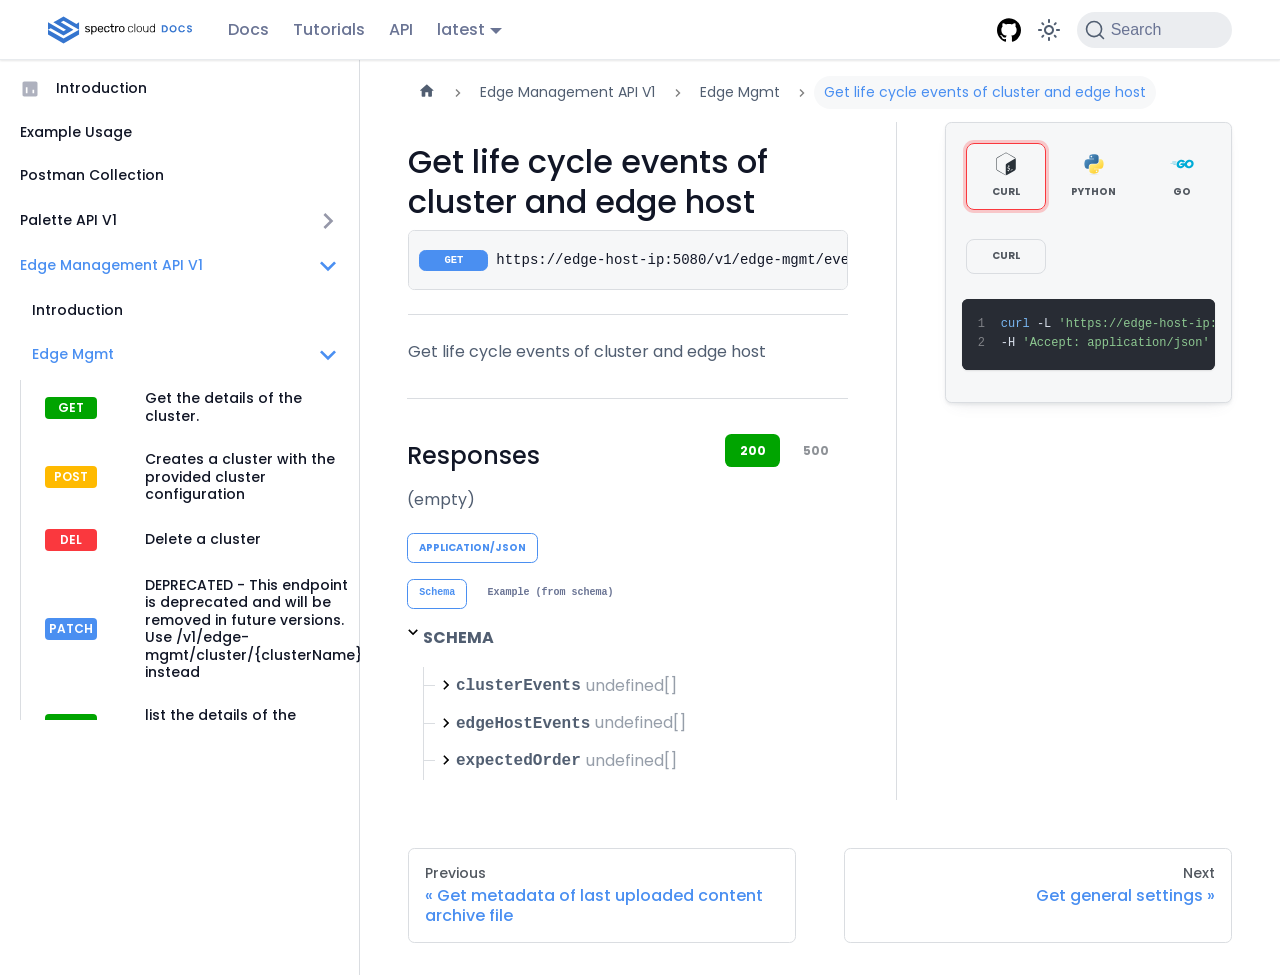 spectro cloud DOCS
Docs
Tutorials
API
latest
Search
Introduction
Example Usage
Postman Collection
Palette API V1
Edge Management API V1
Introduction
Edge Mgmt
GET
Get the details of the
cluster.
POST
Creates a cluster with the
provided cluster
configuration
DEL
Delete a cluster
PATCH
DEPRECATED - This endpoint
is deprecated and will be
removed in future versions.
Use /v1/edge-
mgmt/cluster/{clusterName}
instead
list the details of the
Edge Management API V1
Edge Mgmt
Get life cycle events of cluster and edge host
Get life cycle events of
cluster and edge host
GET
https://edge-host-ip:5080/v1/edge-mgmt/eve
Get life cycle events of cluster and edge host
Responses
200
500
(empty)
APPLICATION/JSON
Schema
Example (from schema)
SCHEMA
clusterEvents undefined[]
edgeHostEvents undefined[]
expectedOrder undefined[]
CURL
PYTHON
GO
GO
CURL
1 curl -L 'https://edge-host-ip:
2 -H 'Accept: application/json'
Previous
« Get metadata of last uploaded content
archive file
Next
Get general settings »